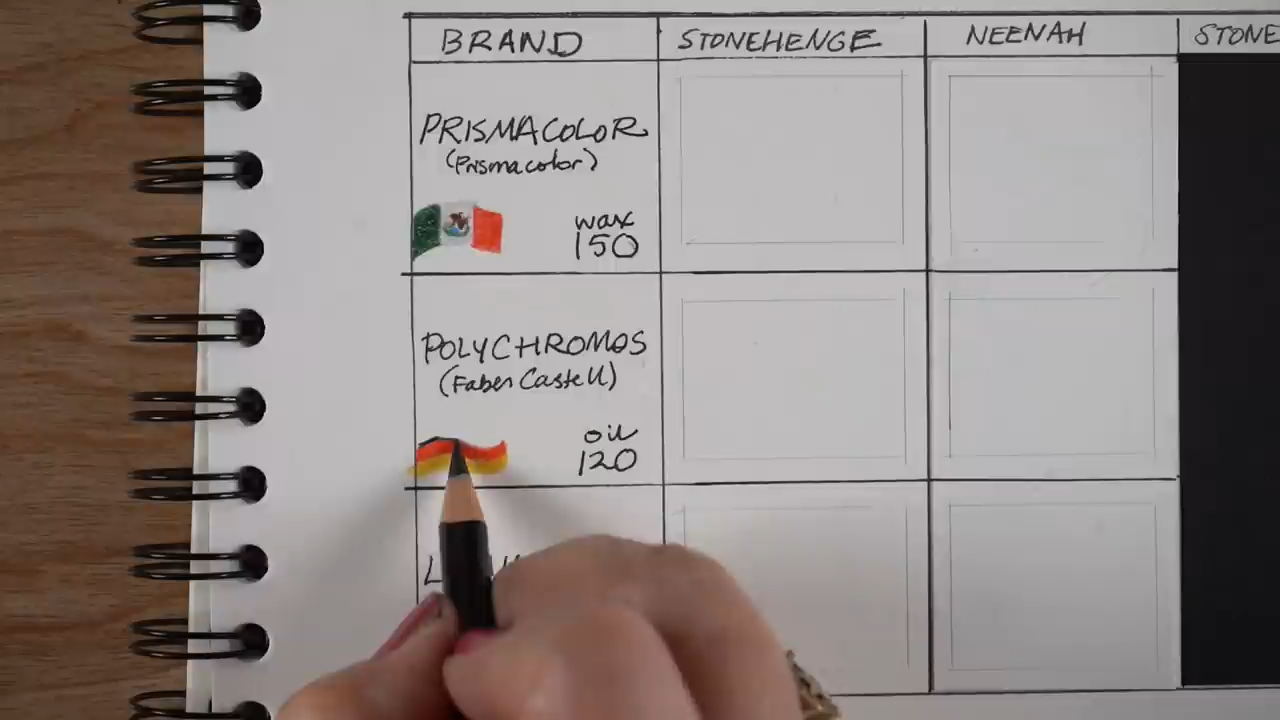 BRAND STONEHENGE NEENAH STONE
PRISMACOLOR
(Prismacolor)
wax
150
POLYCHROMOS
(Faber Castell)
oil
120